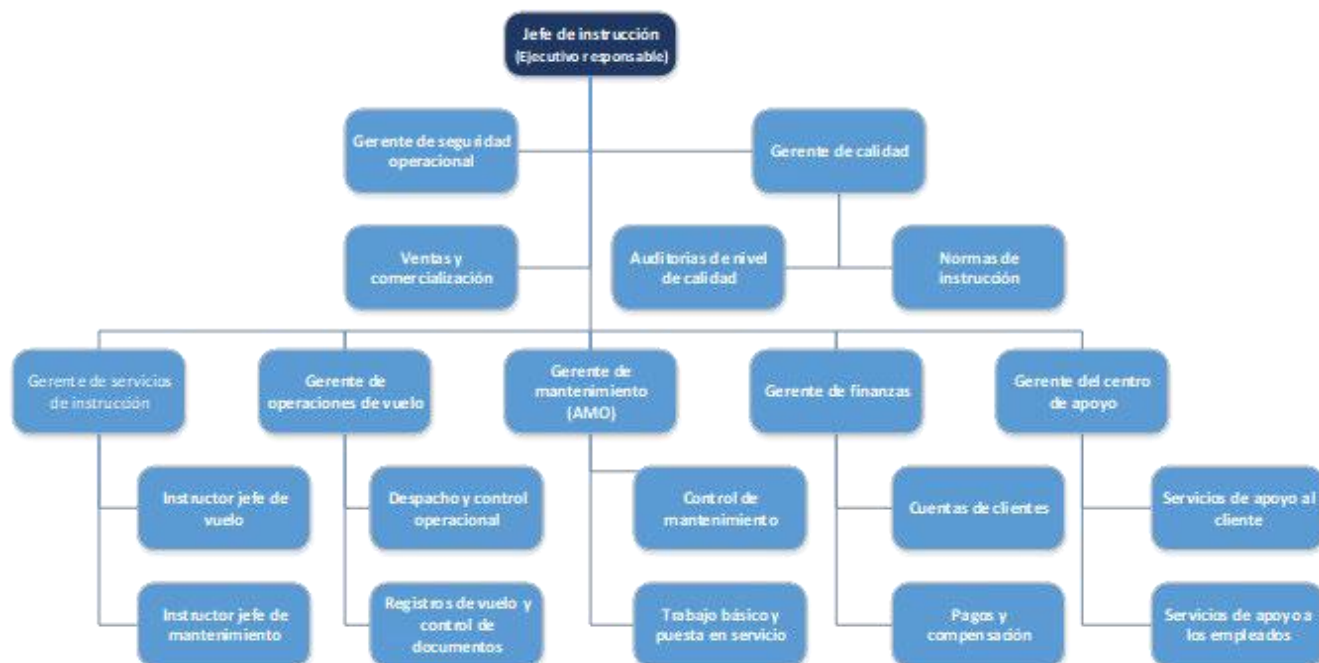 Jefe de instrucción
(Ejecutivo responsable)
Gerente de seguridad
operacional
Gerente de calidad
Ventas y
comercialización
Auditorias de nivel
de calidad
Normas de
instrucción
Gerente de servicios
de instrucción
Gerente de
operaciones de vuelo
Gerente de
mantenimiento
(AMO)
Gerente de finanzas
Gerente del centro
de apoyo
Instructor jefe de
vuelo
Despacho y control
operacional
Control de
mantenimiento
Cuentas de clientes
Servicios de apoyo al
cliente
Instructor jefe de
mantenimiento
Registros de vuelo y
control de
documentos
Trabajo básico y
puesta en servicio
Pagos y
compensación
Servicios de apoyo a
los empleados